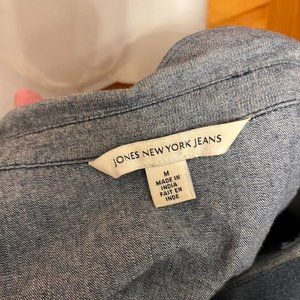 JONES NEW YORK JEANS
M
MADE IN
INDIA
FAIT EN
INDE